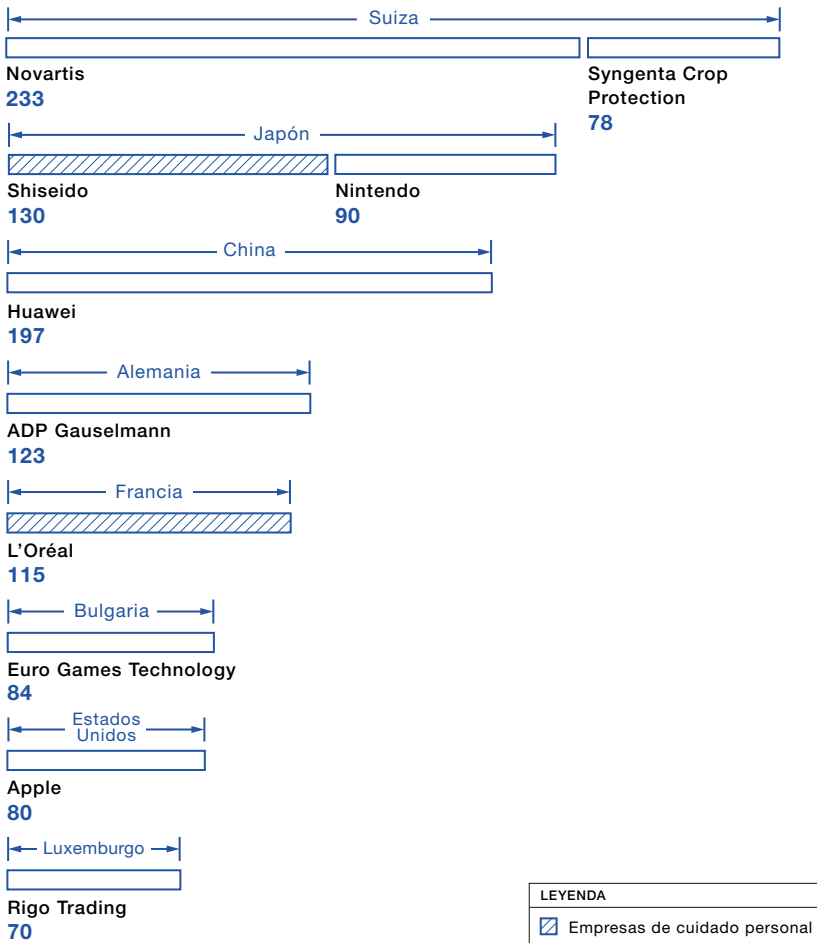 Suiza
Novartis
233
Syngenta Crop
Protection
78
Japón
Shiseido
130
Nintendo
90
China
Huawei
197
Alemania
ADP Gauselmann
123
Francia
L’Oréal
115
Bulgaria
Euro Games Technology
84
Estados
Unidos
Apple
80
Luxemburgo
Rigo Trading
70
LEYENDA
Empresas de cuidado personal